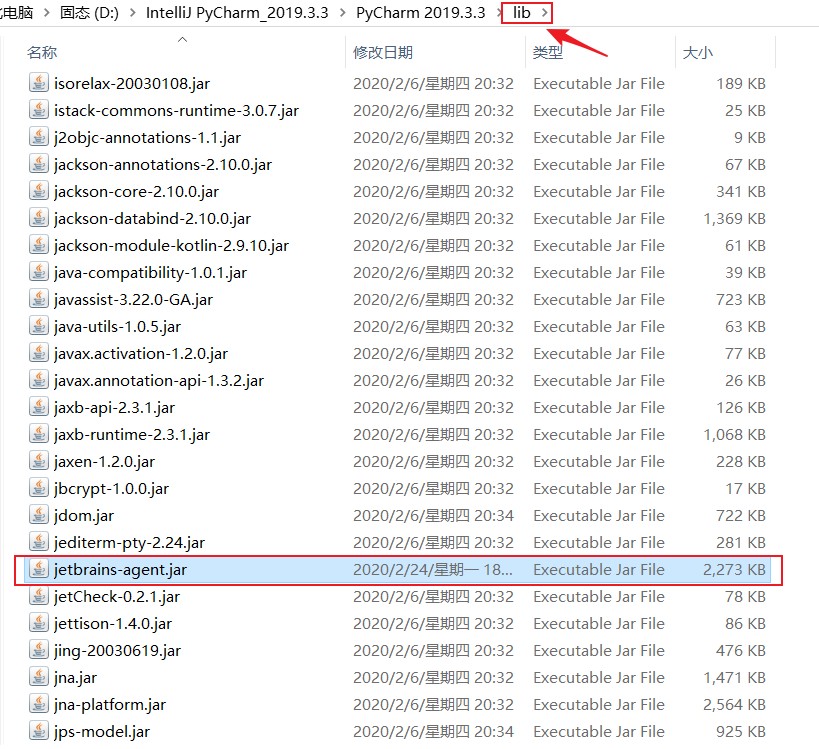 电脑 > 固态 (D:) > IntelliJ PyCharm_2019.3.3 > PyCharm 2019.3.3 > lib >
名称 修改日期 类型 大小
isorelax-20030108.jar 2020/2/6/星期四 20:32 Executable Jar File 189 KB
istack-commons-runtime-3.0.7.jar 2020/2/6/星期四 20:32 Executable Jar File 25 KB
j2objc-annotations-1.1.jar 2020/2/6/星期四 20:32 Executable Jar File 9 KB
jackson-annotations-2.10.0.jar 2020/2/6/星期四 20:32 Executable Jar File 67 KB
jackson-core-2.10.0.jar 2020/2/6/星期四 20:32 Executable Jar File 341 KB
jackson-databind-2.10.0.jar 2020/2/6/星期四 20:32 Executable Jar File 1,369 KB
jackson-module-kotlin-2.9.10.jar 2020/2/6/星期四 20:32 Executable Jar File 61 KB
java-compatibility-1.0.1.jar 2020/2/6/星期四 20:32 Executable Jar File 39 KB
javassist-3.22.0-GA.jar 2020/2/6/星期四 20:32 Executable Jar File 723 KB
java-utils-1.0.5.jar 2020/2/6/星期四 20:32 Executable Jar File 63 KB
javax.activation-1.2.0.jar 2020/2/6/星期四 20:32 Executable Jar File 77 KB
javax.annotation-api-1.3.2.jar 2020/2/6/星期四 20:32 Executable Jar File 26 KB
jaxb-api-2.3.1.jar 2020/2/6/星期四 20:32 Executable Jar File 126 KB
jaxb-runtime-2.3.1.jar 2020/2/6/星期四 20:32 Executable Jar File 1,068 KB
jaxen-1.2.0.jar 2020/2/6/星期四 20:32 Executable Jar File 228 KB
jbcrypt-1.0.0.jar 2020/2/6/星期四 20:32 Executable Jar File 17 KB
jdom.jar 2020/2/6/星期四 20:34 Executable Jar File 722 KB
jediterm-pty-2.24.jar 2020/2/6/星期四 20:32 Executable Jar File 281 KB
jetbrains-agent.jar 2020/2/24/星期一 18... Executable Jar File 2,273 KB
jetCheck-0.2.1.jar 2020/2/6/星期四 20:32 Executable Jar File 78 KB
jettison-1.4.0.jar 2020/2/6/星期四 20:32 Executable Jar File 86 KB
jing-20030619.jar 2020/2/6/星期四 20:32 Executable Jar File 476 KB
jna.jar 2020/2/6/星期四 20:32 Executable Jar File 1,471 KB
jna-platform.jar 2020/2/6/星期四 20:32 Executable Jar File 2,564 KB
jps-model.jar 2020/2/6/星期四 20:34 Executable Jar File 925 KB